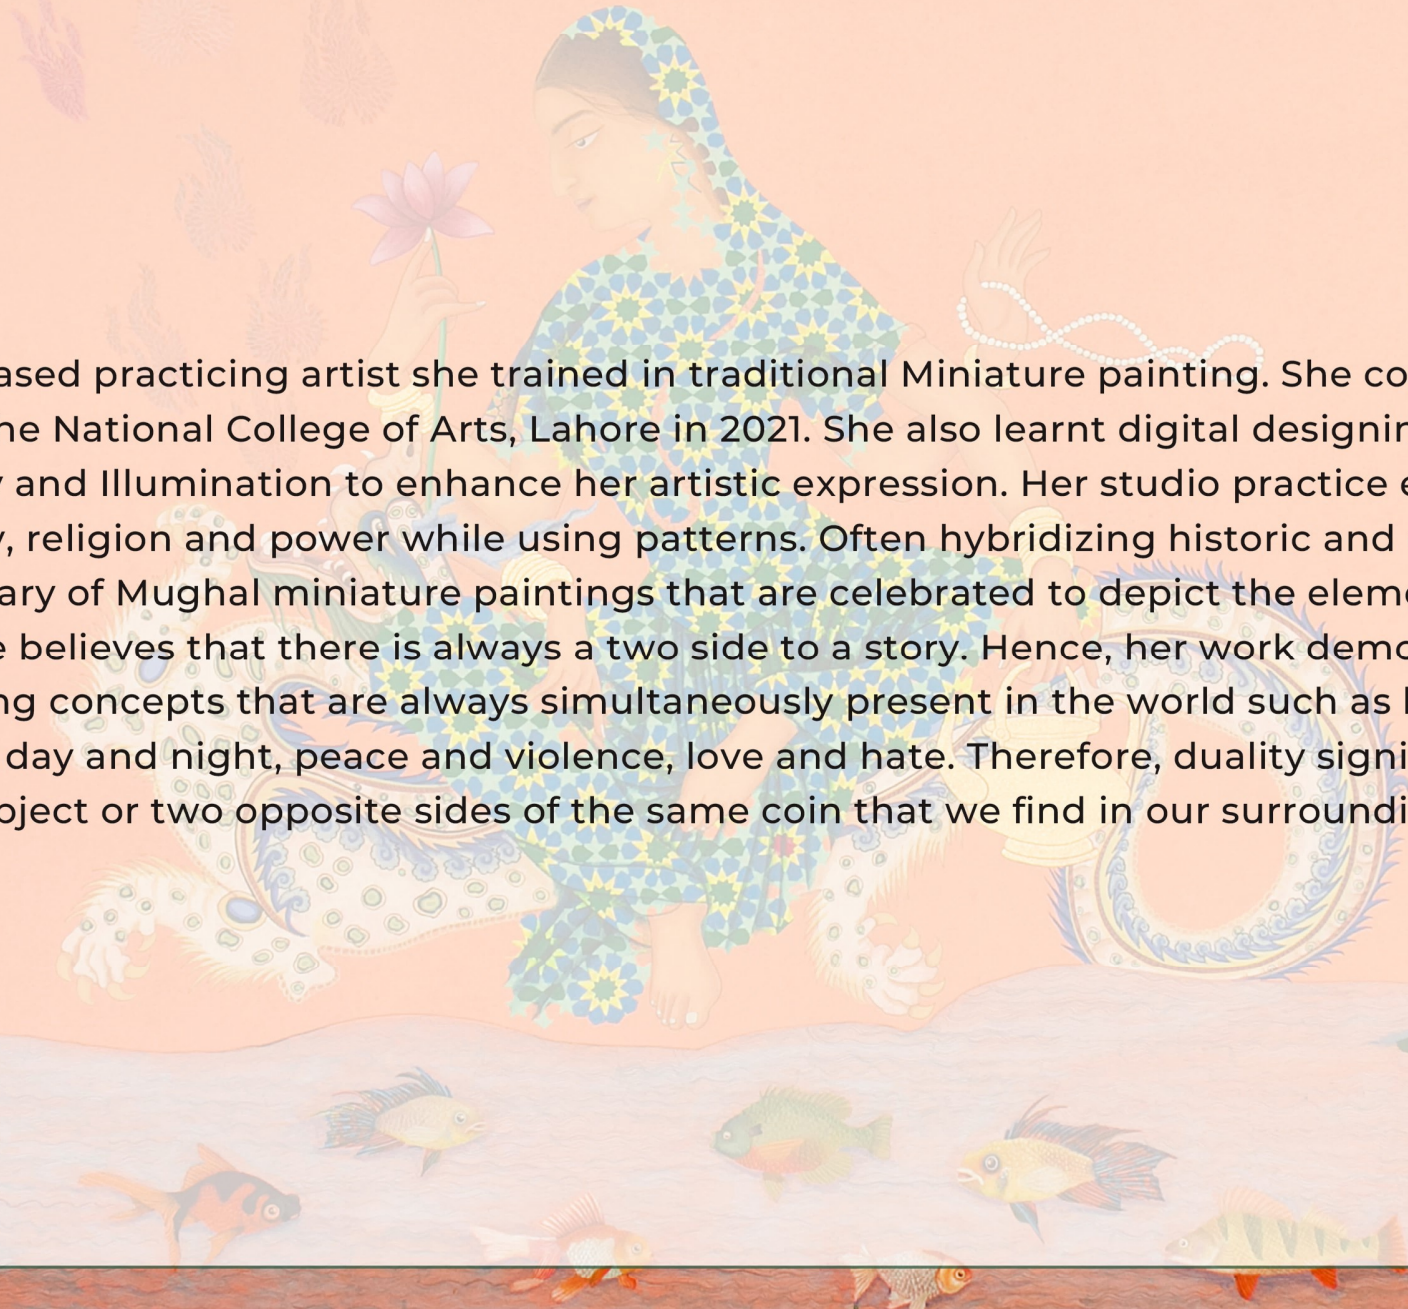 ased practicing artist she trained in traditional Miniature painting. She co
he National College of Arts, Lahore in 2021. She also learnt digital designin
and Illumination to enhance her artistic expression. Her studio practice e
, religion and power while using patterns. Often hybridizing historic and
ary of Mughal miniature paintings that are celebrated to depict the eleme
e believes that there is always a two side to a story. Hence, her work demo
ng concepts that are always simultaneously present in the world such as
day and night, peace and violence, love and hate. Therefore, duality signi
bject or two opposite sides of the same coin that we find in our surroundi